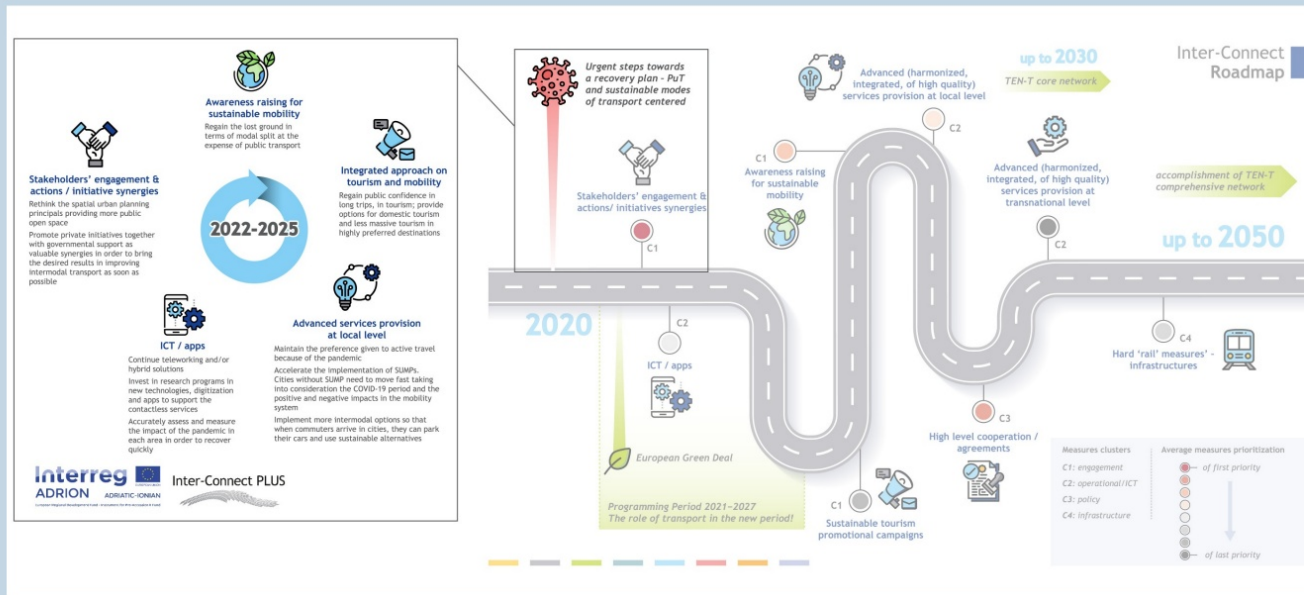 Awareness raising for
sustainable mobility
Regain the lost ground in
terms of modal split at the
expense of public transport
Stakeholders’ engagement &
actions / initiative synergies
Rethink the spatial urban planning
principals providing more public
open space
Promote private initiatives together
with governmental support as
valuable synergies in order to bring
the desired results in improving
intermodal transport as soon as
possible
Integrated approach on
tourism and mobility
Regain public confidence in
long trips, in tourism; provide
options for domestic tourism
and less massive tourism in
highly preferred destinations
2022-2025
ICT / apps
Continue teleworking and/or
hybrid solutions
Invest in research programs in
new technologies, digitization
and apps to support the
contactless services
Accurately assess and measure
the impact of the pandemic in
each area in order to recover
quickly
Advanced services provision
at local level
Maintain the preference given to active travel
because of the pandemic
Accelerate the implementation of SUMPs.
Cities without SUMP need to move fast taking
into consideration the COVID-19 period and the
positive and negative impacts in the mobility
system
Implement more intermodal options so that
when commuters arrive in cities, they can park
their cars and use sustainable alternatives
Interreg
ADRION ADRIATIC-IONIAN
Inter-Connect PLUS
Urgent steps towards
a recovery plan - PuT
and sustainable modes
of transport centered
Stakeholders’ engagement &
actions/ initiatives synergies
C1
2020
C2
ICT / apps
European Green Deal
Programming Period 2021-2027
The role of transport in the new period!
C1
Awareness raising
for sustainable
mobility
Advanced (harmonized,
integrated, of high quality)
services provision at local level
C2
C1
Sustainable tourism
promotional campaigns
up to 2030
TEN-T core network
Inter-Connect
Roadmap
Advanced (harmonized,
integrated, of high quality)
services provision at
transnational level
C2
accomplishment of TEN-T
comprehensive network
up to 2050
C3
High level cooperation /
agreements
C4
Hard ‘rail’ measures’ -
infrastructures
Measures clusters
C1: engagement
C2: operational/ICT
C3: policy
C4: infrastructure
Average measures prioritization
of first priority
of last priority